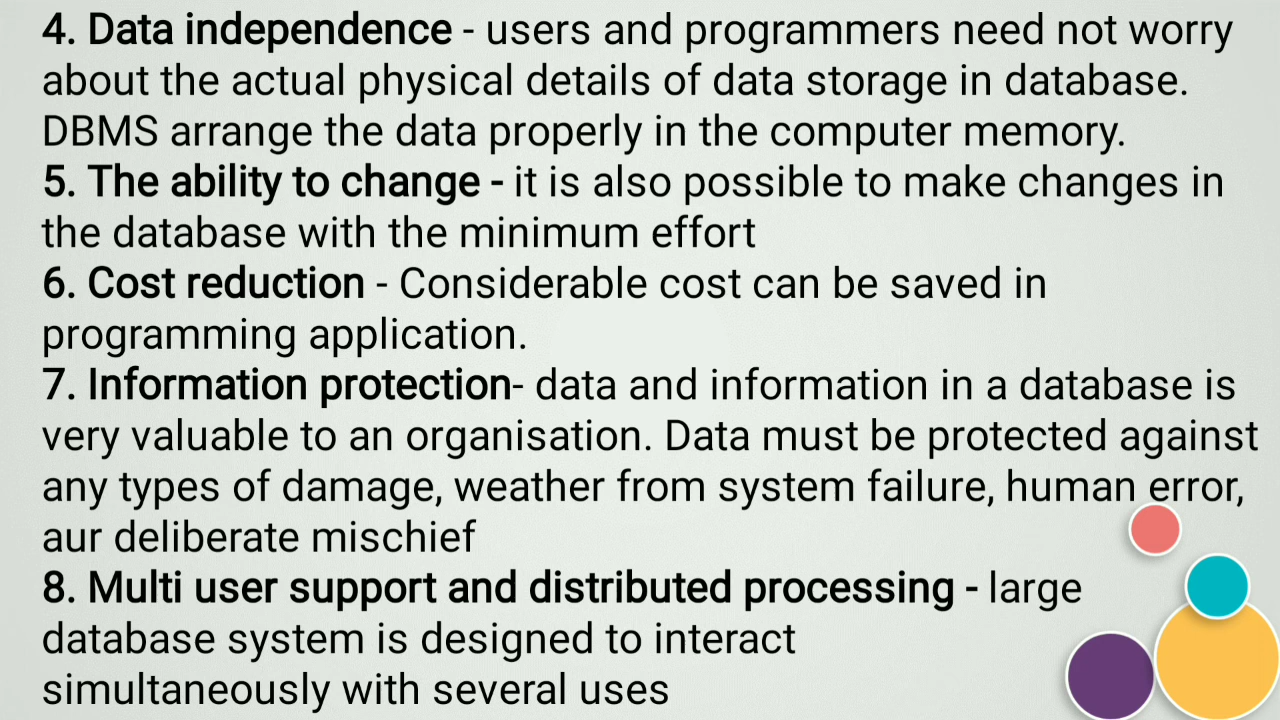 4. Data independence - users and programmers need not worry
about the actual physical details of data storage in database.
DBMS arrange the data properly in the computer memory.
5. The ability to change - it is also possible to make changes in
the database with the minimum effort
6. Cost reduction - Considerable cost can be saved in
programming application.
7. Information protection- data and information in a database is
very valuable to an organisation. Data must be protected against
any types of damage, weather from system failure, human error,
aur deliberate mischief
8. Multi user support and distributed processing - large
database system is designed to interact
simultaneously with several uses